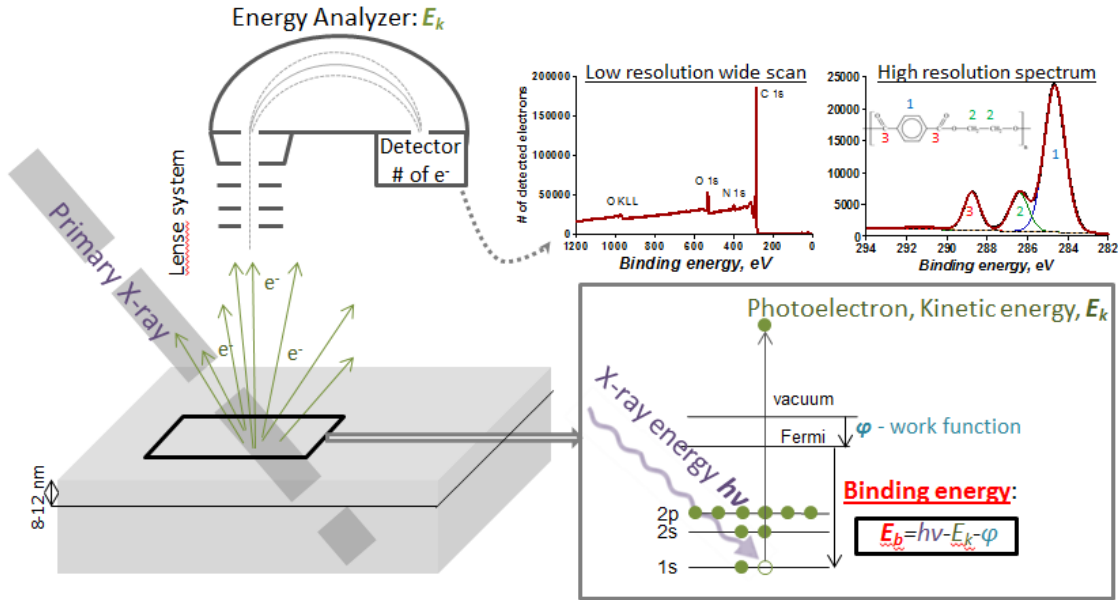 Energy Analyzer: Ek
Detector
# of e-
Lense system
Primary X-ray
e-
e-
e-
8-12 nm
Low resolution wide scan
# of detected electrons
200000
150000
100000
50000
0
C 1s
O 1s
N 1s
O KLL
1200 1000 800 600 400 200 0
Binding energy, eV
High resolution spectrum
25000
20000
15000
10000
5000
0
1
2 2
O
O
O
O
n
3
3
1
3
2
294 292 290 288 286 284 282
Binding energy, eV
Photoelectron, Kinetic energy, Ek
X-ray energy hν
vacuum
Fermi
φ - work function
Binding energy:
Eb=hν-Ek-φ
2p
2s
1s